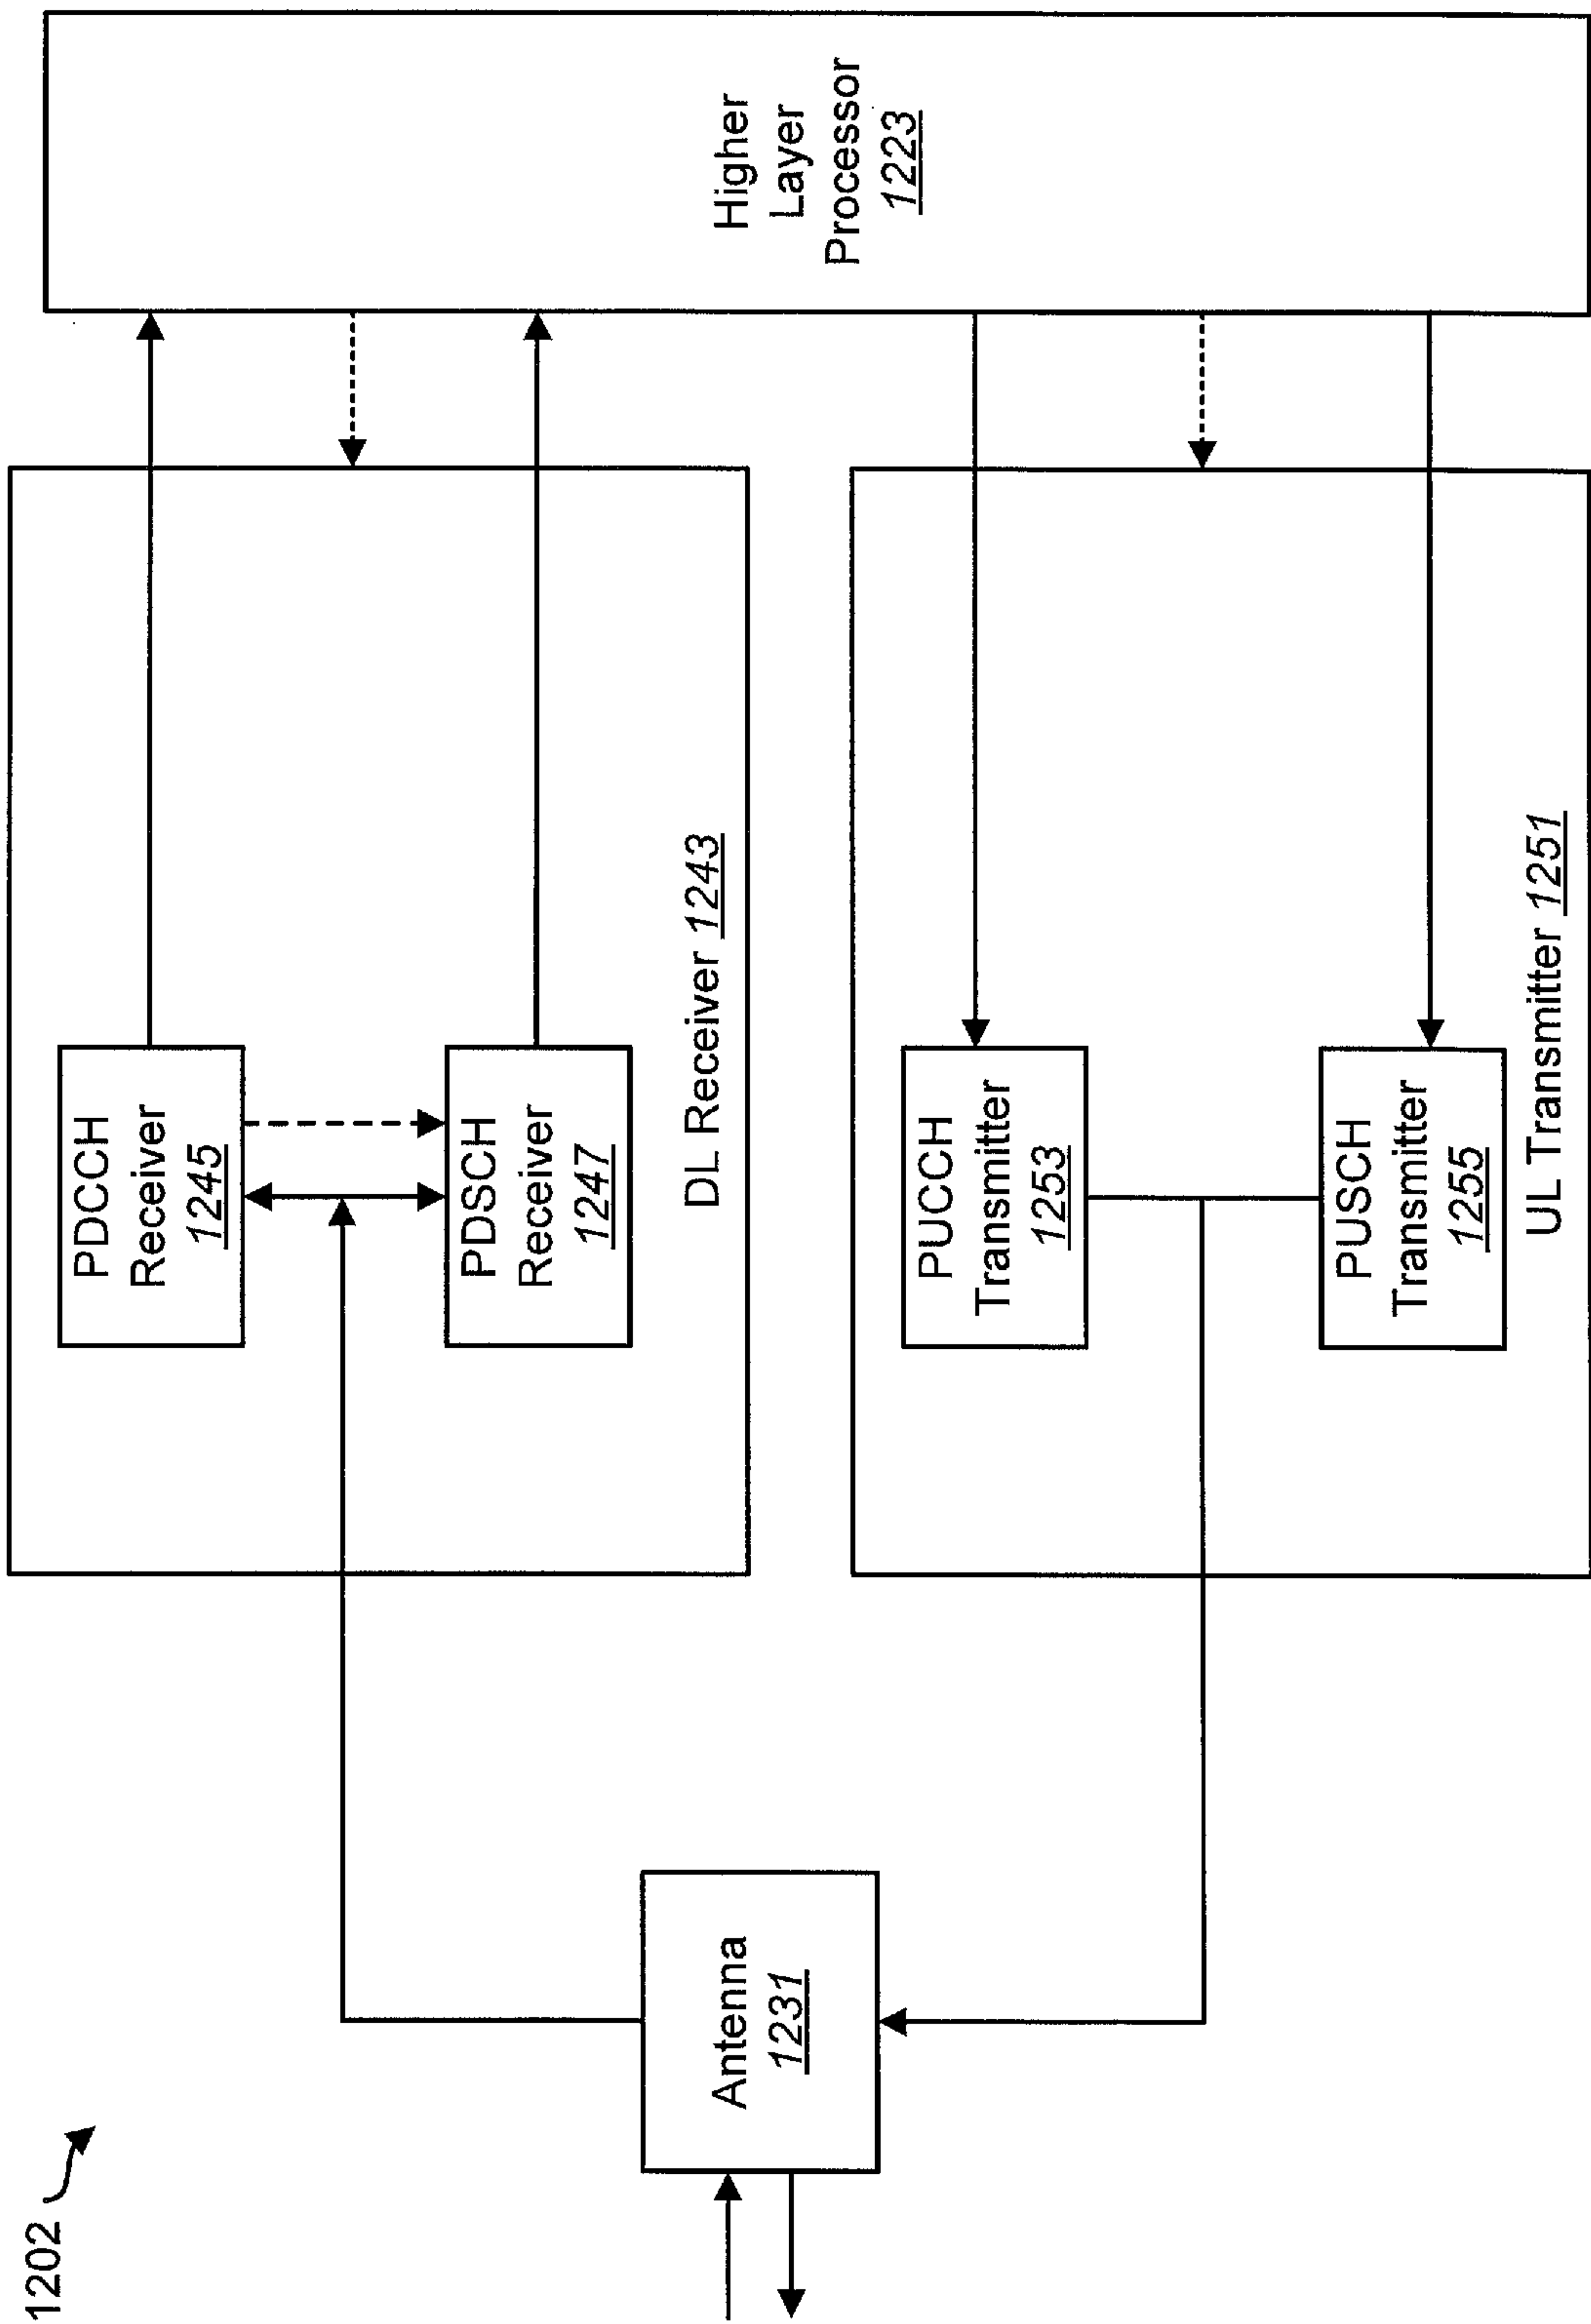 1202
Antenna
1231
PDCCH
Receiver
1245
PDSCH
Receiver
1247
DL Receiver 1243
PUCCH
Transmitter
1253
PUSCH
Transmitter
1255
UL Transmitter 1251
Higher
Layer
Processor
1223